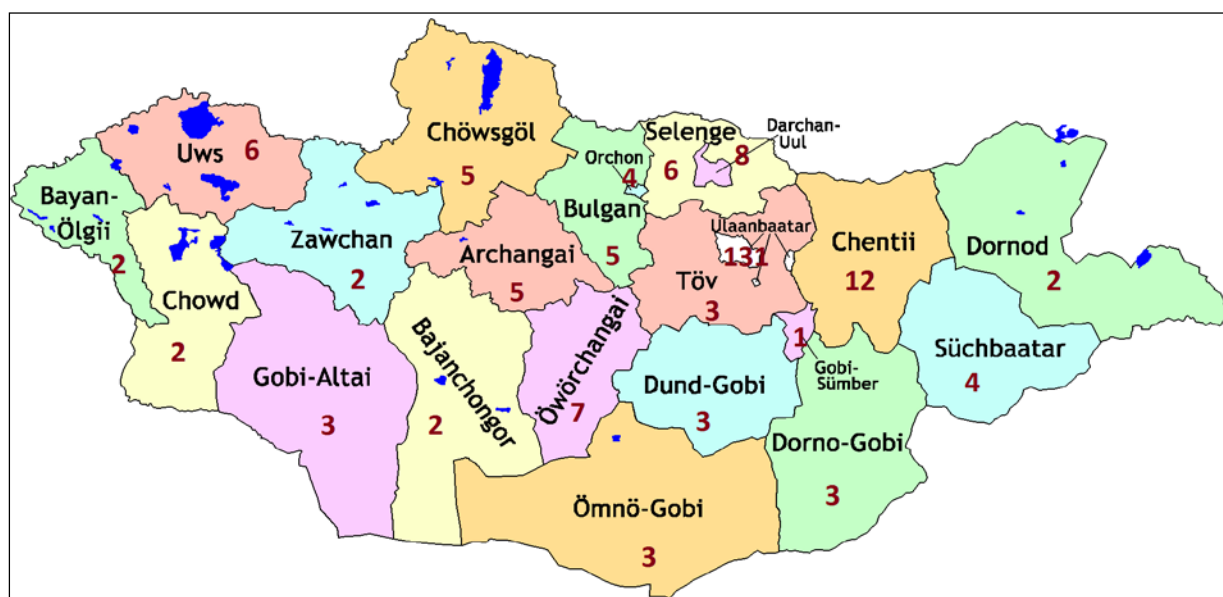 Chöwsgöl
5
Uws 6
Selenge
6
8
Darchan-
Uul
Orchon
4
Bayan-
Ölgii
2
Zawchan
2
Bulgan
5
Archangai
5
Ulaanbaatar
131
Töv
3
Chentii
12
Dornod
2
Chowd
2
Gobi-Altai
3
Bajanchongor
2
Öwörchangai
7
1
Gobi-
Sümber
Dund-Gobi
3
Süchbaatar
4
Dorno-Gobi
3
Ömnö-Gobi
3